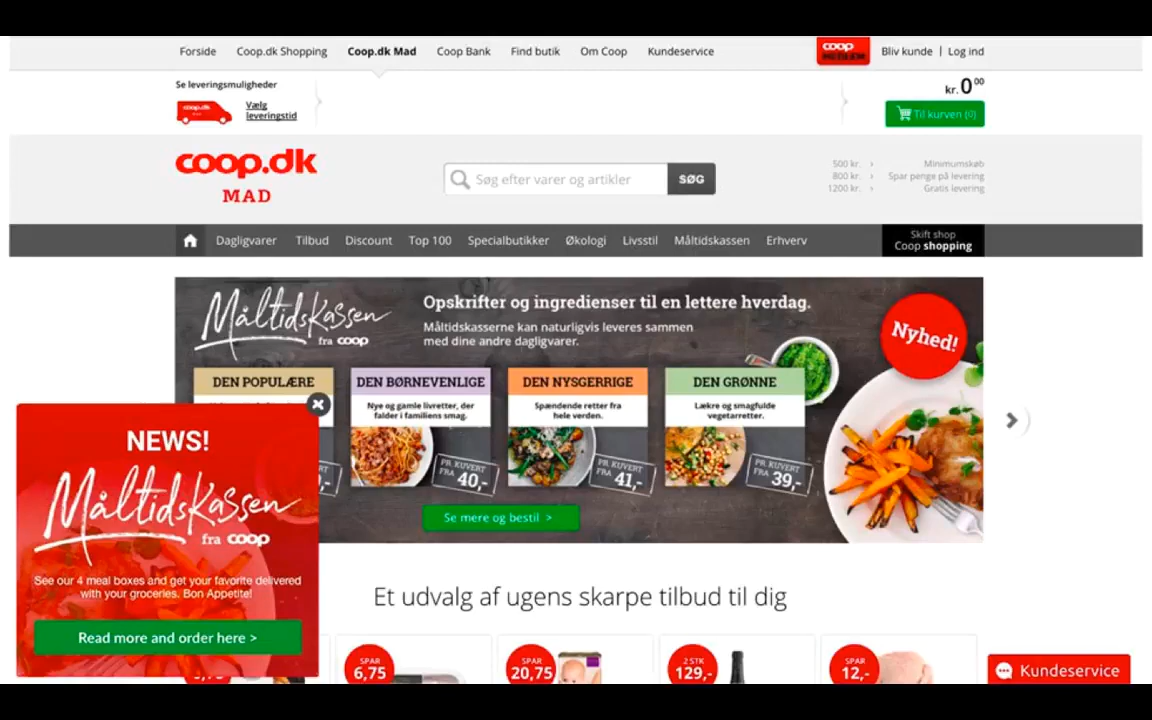 Forside Coop.dk Shopping Coop.dk Mad Coop Bank Find butik Om Coop Kundeservice
coop
Bliv kunde | Log ind
Se leveringsmuligheder
coop.dk
Vælg
leveringstid
kr. 0 00
Til kurven (0)
coop.dk
MAD
Søg efter varer og artikler
SØG
500 kr. › Minimumskøb
800 kr. › Spar penge på levering
1200 kr. › Gratis levering
Dagligvarer Tilbud Discount Top 100 Specialbutikker Økologi Livsstil Måltidskassen Erhverv
Skift shop
Coop shopping
Måltidskassen
fra coop
Opskrifter og ingredienser til en lettere hverdag.
Måltidskasserne kan naturligvis leveres sammen
med dine andre dagligvarer.
Nyhed!
DEN POPULÆRE
DEN BØRNEVENLIGE
Nye og gamle livretter, der
falder i familiens smag.
PR. KUVERT
FRA 40,-
DEN NYSGERRIGE
Spændende retter fra
hele verden.
PR. KUVERT
FRA 41,-
DEN GRØNNE
Lækre og smagfulde
vegetarretter.
PR. KUVERT
FRA 39,-
Se mere og bestil >
NEWS!
Måltidskassen
fra coop
See our 4 meal boxes and get your favorite delivered
with your groceries. Bon Appetite!
Read more and order here >
Et udvalg af ugens skarpe tilbud til dig
SPAR
6,75
SPAR
20,75
2 STK
129,-
SPAR
12,-
Kundeservice